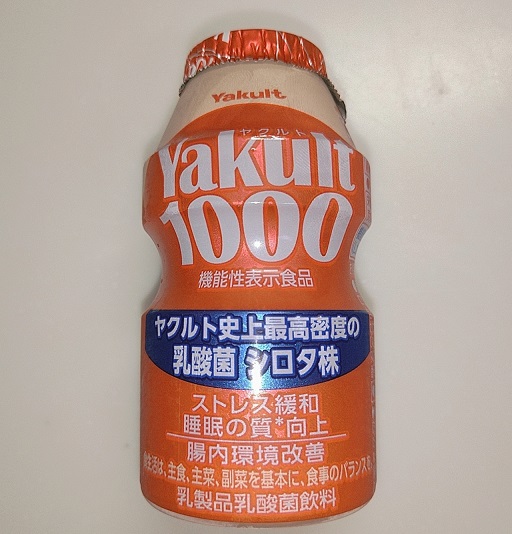 Yakult
ヤクルト
Yakult
1000
機能性表示食品
ヤクルト史上最高密度の
乳酸菌 シロタ株
ストレス緩和
睡眠の質*向上
腸内環境改善
食生活は、主食、主菜、副菜を基本に、食事のバランスを
乳製品乳酸菌飲料